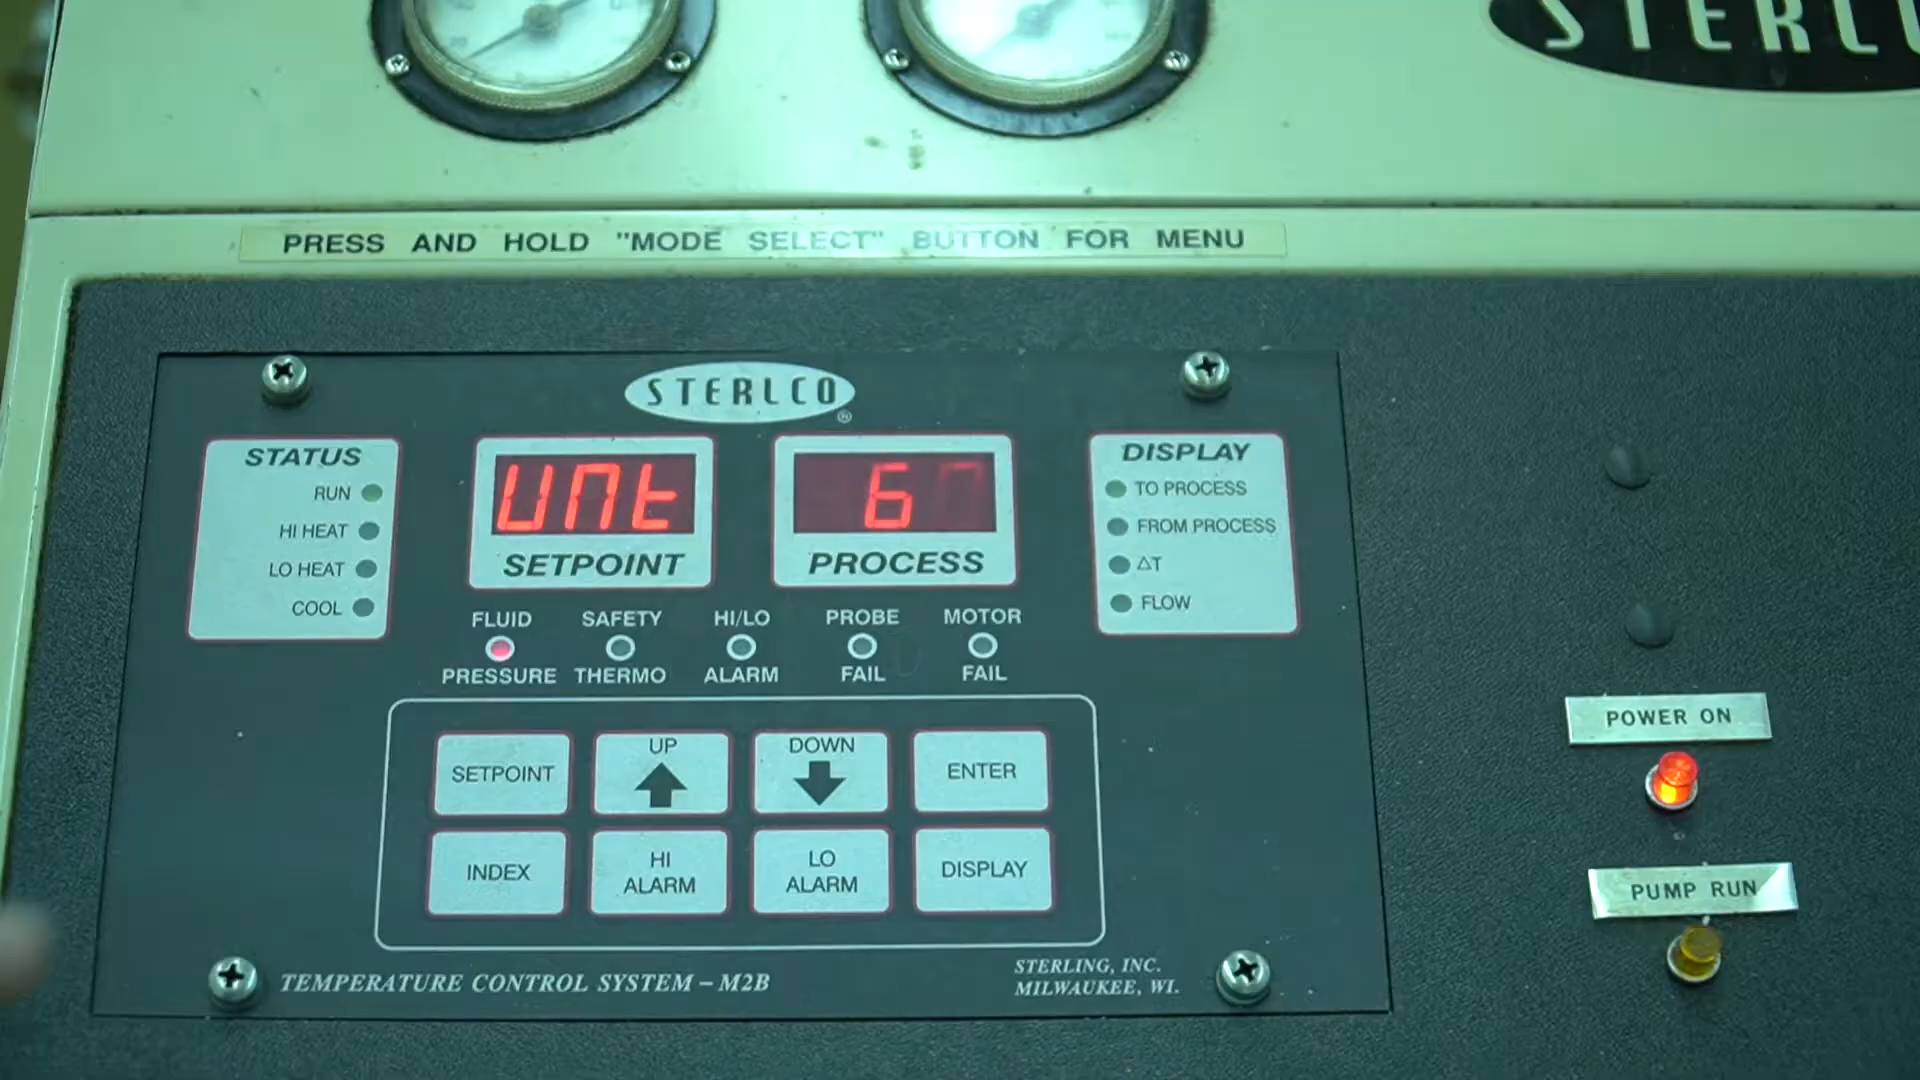 STERLCO
PRESS AND HOLD "MODE SELECT" BUTTON FOR MENU
STERLCO®
STATUS
RUN
HI HEAT
LO HEAT
COOL
Unt
SETPOINT
6
PROCESS
DISPLAY
TO PROCESS
FROM PROCESS
ΔT
FLOW
FLUID PRESSURE
SAFETY THERMO
HI/LO ALARM
PROBE FAIL
MOTOR FAIL
SETPOINT
UP
DOWN
ENTER
INDEX
HI ALARM
LO ALARM
DISPLAY
TEMPERATURE CONTROL SYSTEM – M2B
STERLING, INC.
MILWAUKEE, WI.
POWER ON
PUMP RUN